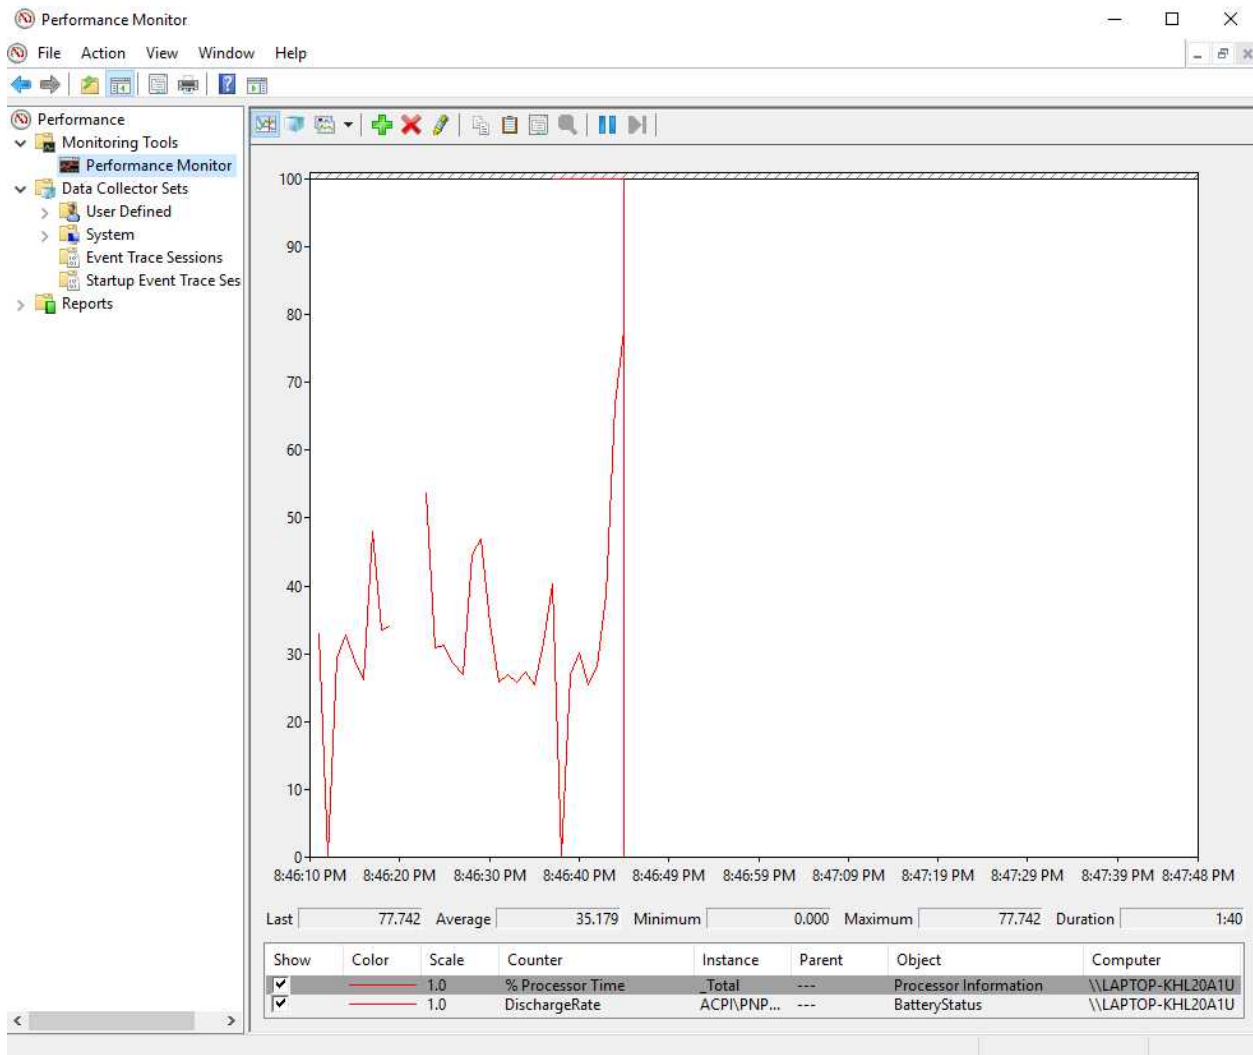 Performance Monitor
File Action View Window Help
Performance
Monitoring Tools
Performance Monitor
Data Collector Sets
User Defined
System
Event Trace Sessions
Startup Event Trace Ses
Reports
100
90
80
70
60
50
40
30
20
10
0
8:46:10 PM 8:46:20 PM 8:46:30 PM 8:46:40 PM 8:46:49 PM 8:46:59 PM 8:47:09 PM 8:47:19 PM 8:47:29 PM 8:47:39 PM 8:47:48 PM
Last 77.742 Average 35.179 Minimum 0.000 Maximum 77.742 Duration 1:40
Show Color Scale Counter Instance Parent Object Computer
1.0 % Processor Time _Total --- Processor Information \\LAPTOP-KHL20A1U
1.0 DischargeRate ACPI\PNP... --- BatteryStatus \\LAPTOP-KHL20A1U